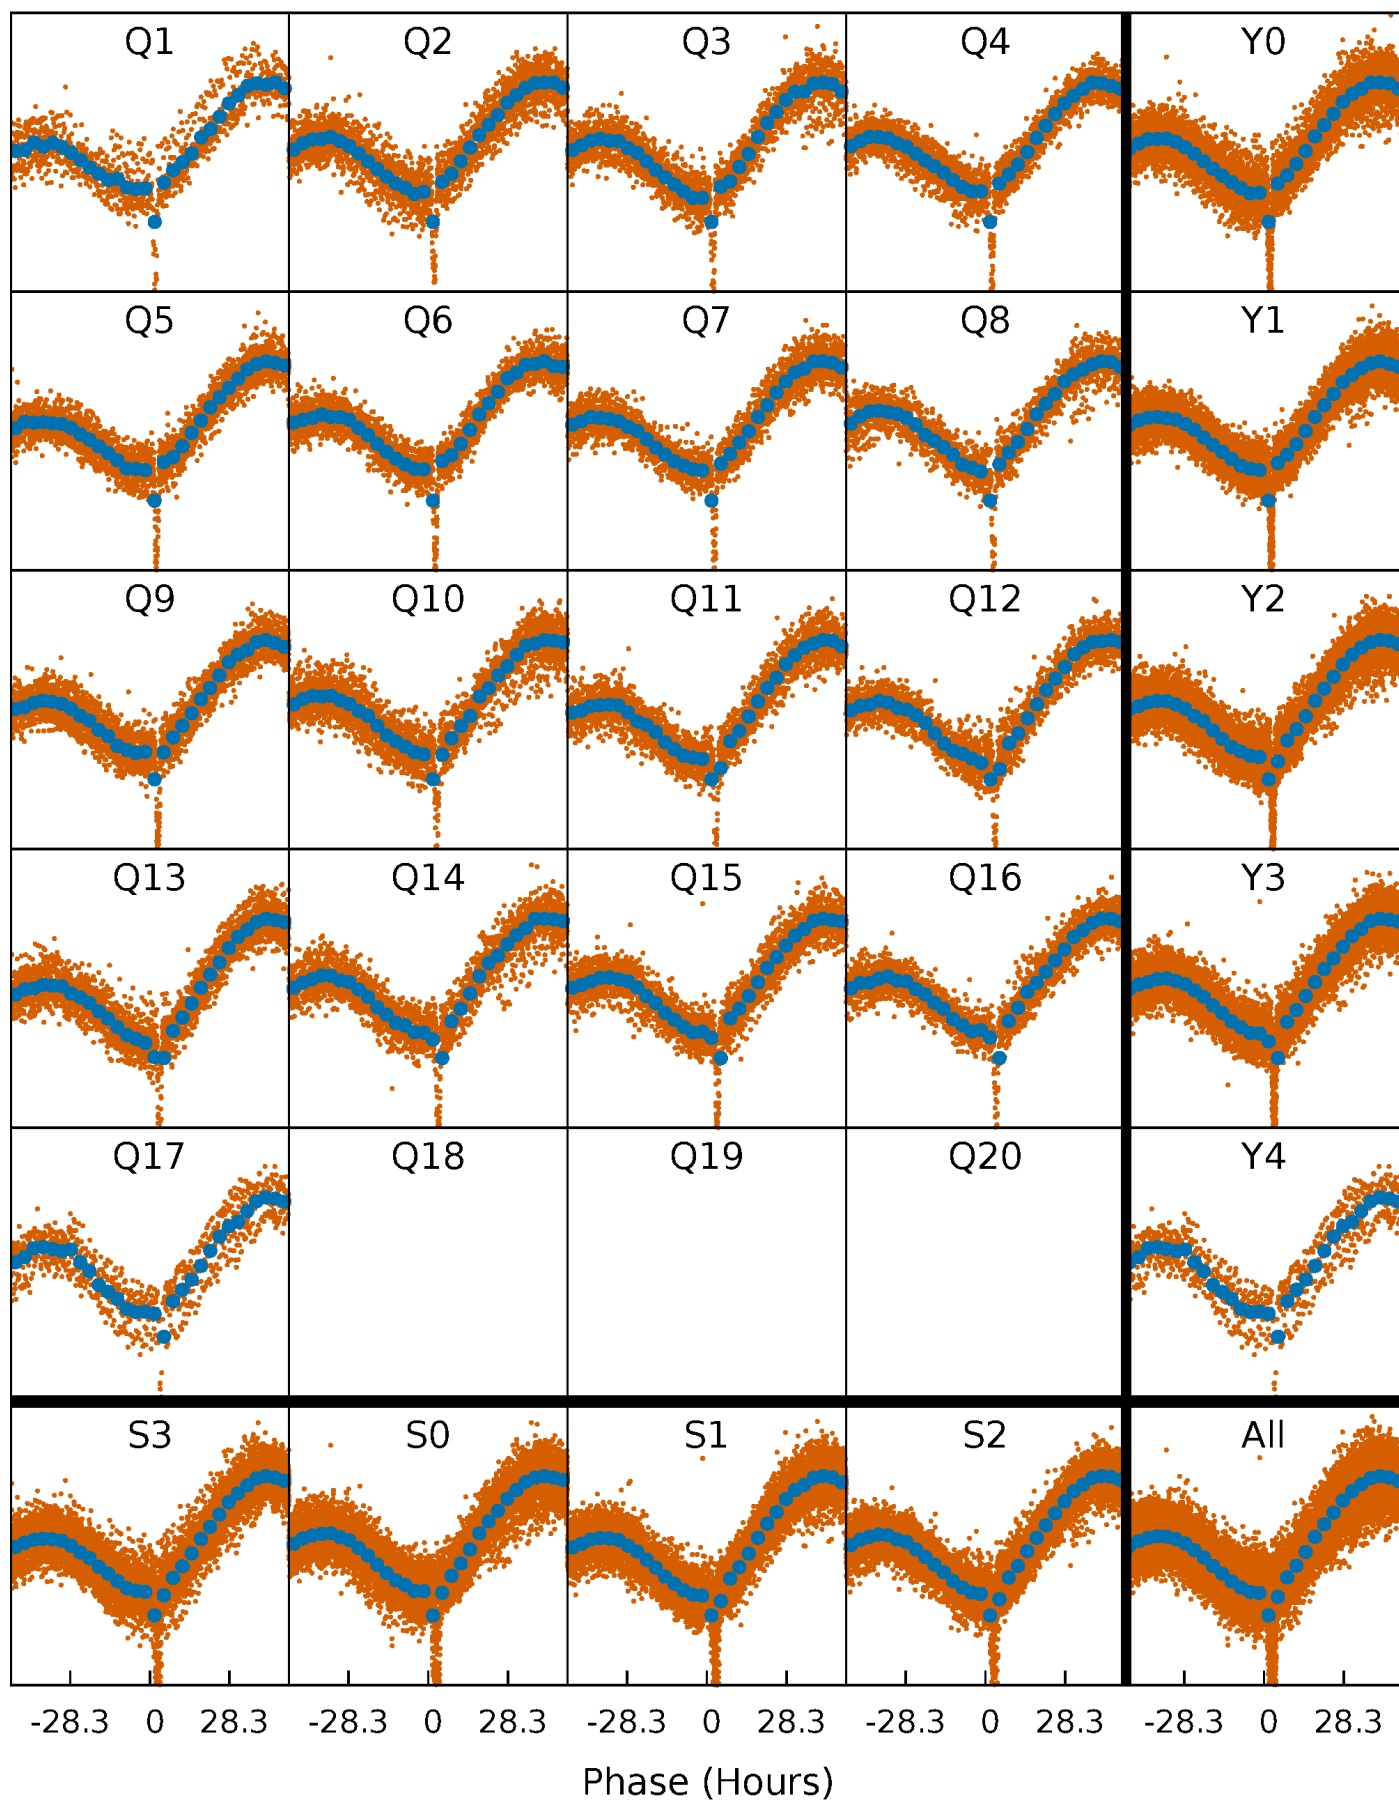 Q1 Q2 Q3 Q4 Y0
Q5 Q6 Q7 Q8 Y1
Q9 Q10 Q11 Q12 Y2
Q13 Q14 Q15 Q16 Y3
Q17 Q18 Q19 Q20 Y4
S3 S0 S1 S2 All
-28.3 0 28.3 -28.3 0 28.3 -28.3 0 28.3 -28.3 0 28.3 -28.3 0 28.3
Phase (Hours)